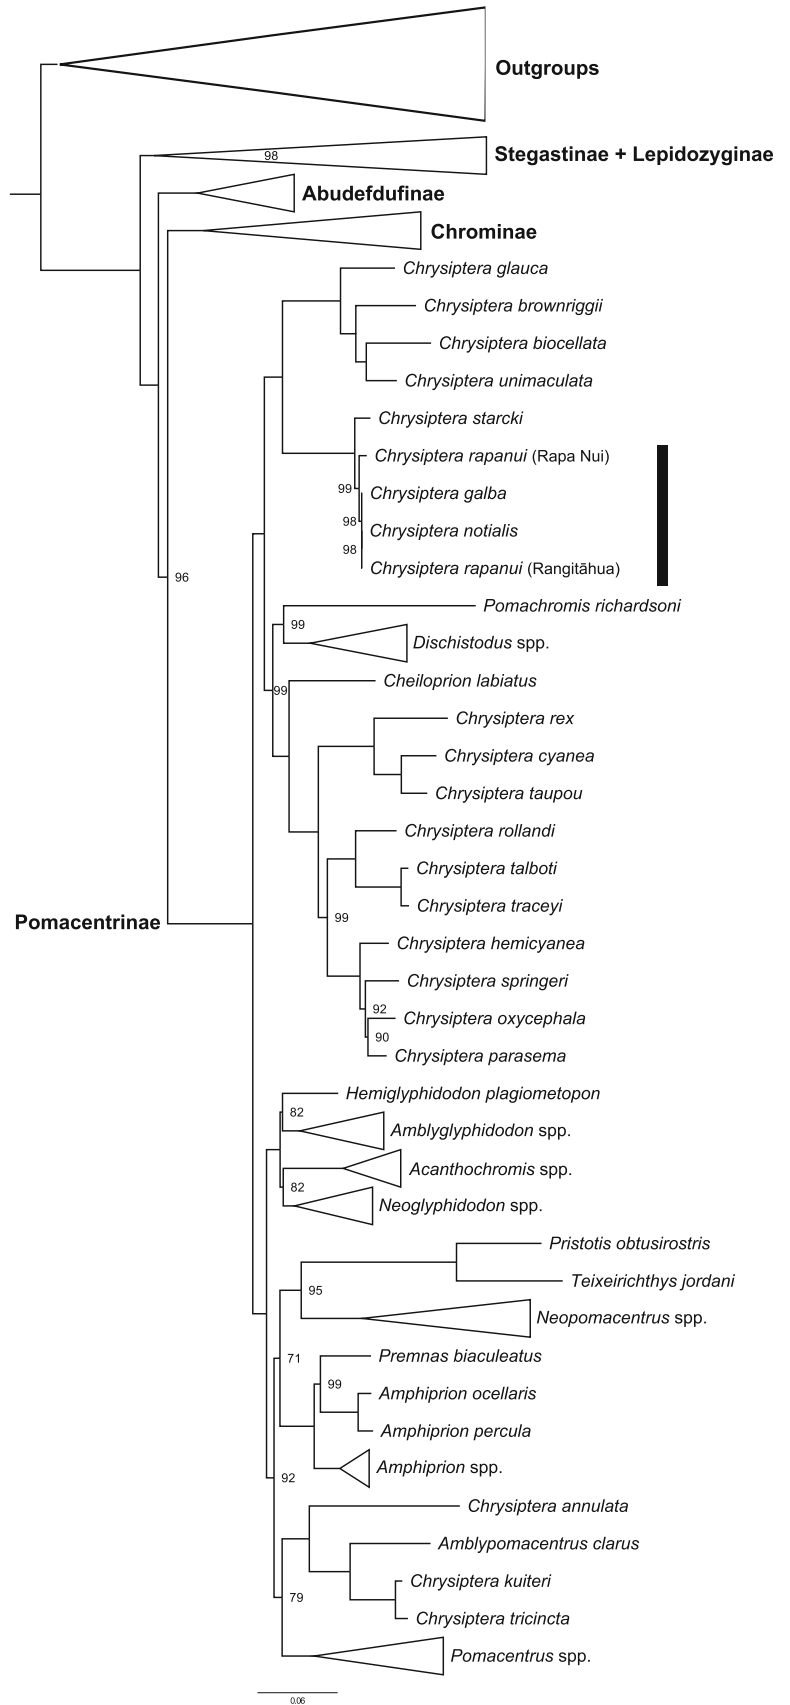 Outgroups
98
Stegastinae + Lepidozyginae
Abudefdufinae
Chrominae
Chrysiptera glauca
Chrysiptera brownriggii
Chrysiptera biocellata
Chrysiptera unimaculata
Chrysiptera starcki
Chrysiptera rapanui (Rapa Nui)
99
Chrysiptera galba
98
Chrysiptera notialis
98
Chrysiptera rapanui (Rangitāhua)
96
Pomachromis richardsoni
99
Dischistodus spp.
Cheiloprion labiatus
99
Chrysiptera rex
Chrysiptera cyanea
Chrysiptera taupou
Chrysiptera rollandi
Chrysiptera talboti
Chrysiptera traceyi
99
Pomacentrinae
Chrysiptera hemicyanea
Chrysiptera springeri
92
Chrysiptera oxycephala
90
Chrysiptera parasema
Hemiglyphidodon plagiometopon
82
Amblyglyphidodon spp.
Acanthochromis spp.
82
Neoglyphidodon spp.
Pristotis obtusirostris
Teixeirichthys jordani
95
Neopomacentrus spp.
Premnas biaculeatus
71
99
Amphiprion ocellaris
Amphiprion percula
Amphiprion spp.
92
Chrysiptera annulata
Amblypomacentrus clarus
Chrysiptera kuiteri
79
Chrysiptera tricincta
Pomacentrus spp.
0.06